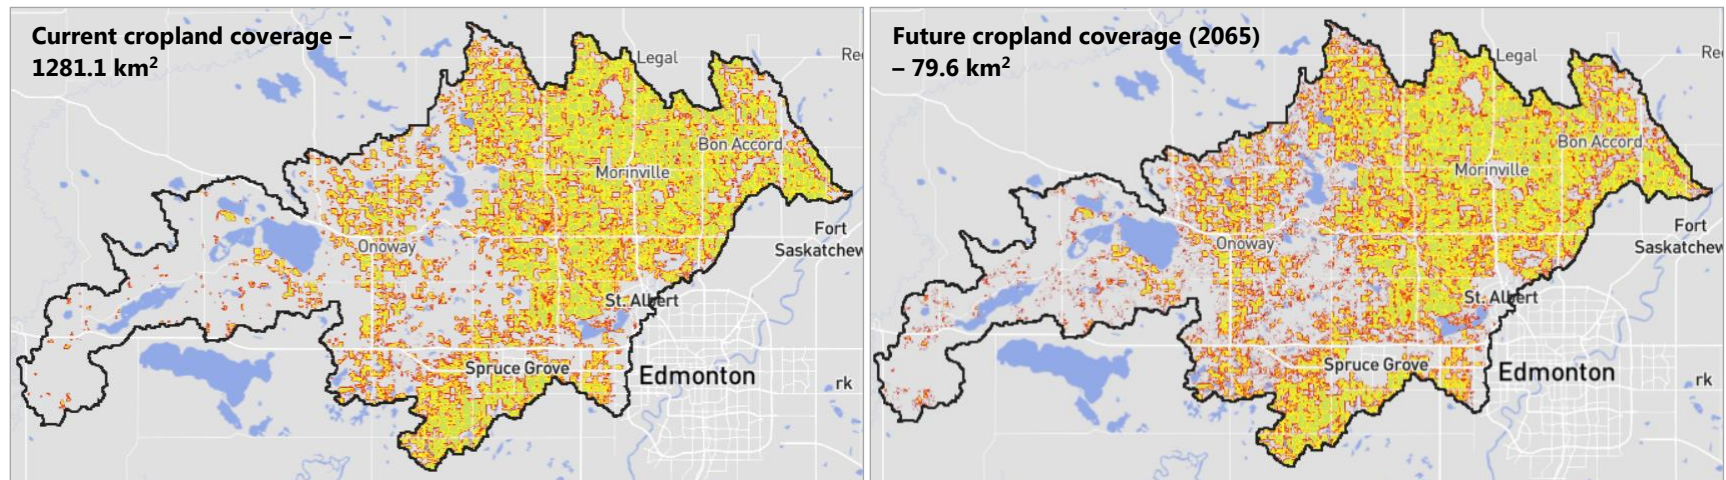 Current cropland coverage –
1281.1 km²
Legal
Re
Bon Accord
Morinville
Fort
Saskatchew
Onoway
St. Albert
Spruce Grove
Edmonton
rk
Future cropland coverage (2065)
– 79.6 km²
Legal
Re
Bon Accord
Morinville
Fort
Saskatchew
Onoway
St. Albert
Spruce Grove
Edmonton
rk